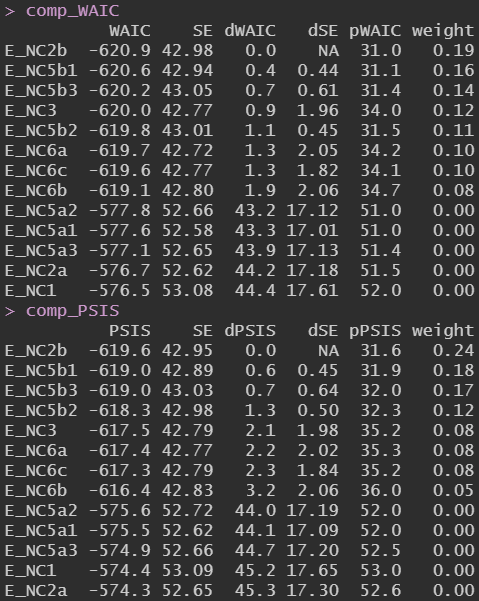 > comp_WAIC
WAIC SE dWAIC dSE pWAIC weight
E_NC2b -620.9 42.98 0.0 NA 31.0 0.19
E_NC5b1 -620.6 42.94 0.4 0.44 31.1 0.16
E_NC5b3 -620.2 43.05 0.7 0.61 31.4 0.14
E_NC3 -620.0 42.77 0.9 1.96 34.0 0.12
E_NC5b2 -619.8 43.01 1.1 0.45 31.5 0.11
E_NC6a -619.7 42.72 1.3 2.05 34.2 0.10
E_NC6c -619.6 42.77 1.3 1.82 34.1 0.10
E_NC6b -619.1 42.80 1.9 2.06 34.7 0.08
E_NC5a2 -577.8 52.66 43.2 17.12 51.0 0.00
E_NC5a1 -577.6 52.58 43.3 17.01 51.0 0.00
E_NC5a3 -577.1 52.65 43.9 17.13 51.4 0.00
E_NC2a -576.7 52.62 44.2 17.18 51.5 0.00
E_NC1 -576.5 53.08 44.4 17.61 52.0 0.00
> comp_PSIS
PSIS SE dPSIS dSE pPSIS weight
E_NC2b -619.6 42.95 0.0 NA 31.6 0.24
E_NC5b1 -619.0 42.89 0.6 0.45 31.9 0.18
E_NC5b3 -619.0 43.03 0.7 0.64 32.0 0.17
E_NC5b2 -618.3 42.98 1.3 0.50 32.3 0.12
E_NC3 -617.5 42.79 2.1 1.98 35.2 0.08
E_NC6a -617.4 42.77 2.2 2.02 35.3 0.08
E_NC6c -617.3 42.79 2.3 1.84 35.2 0.08
E_NC6b -616.4 42.83 3.2 2.06 36.0 0.05
E_NC5a2 -575.6 52.72 44.0 17.19 52.0 0.00
E_NC5a1 -575.5 52.62 44.1 17.09 52.0 0.00
E_NC5a3 -574.9 52.66 44.7 17.20 52.5 0.00
E_NC1 -574.4 53.09 45.2 17.65 53.0 0.00
E_NC2a -574.3 52.65 45.3 17.30 52.6 0.00